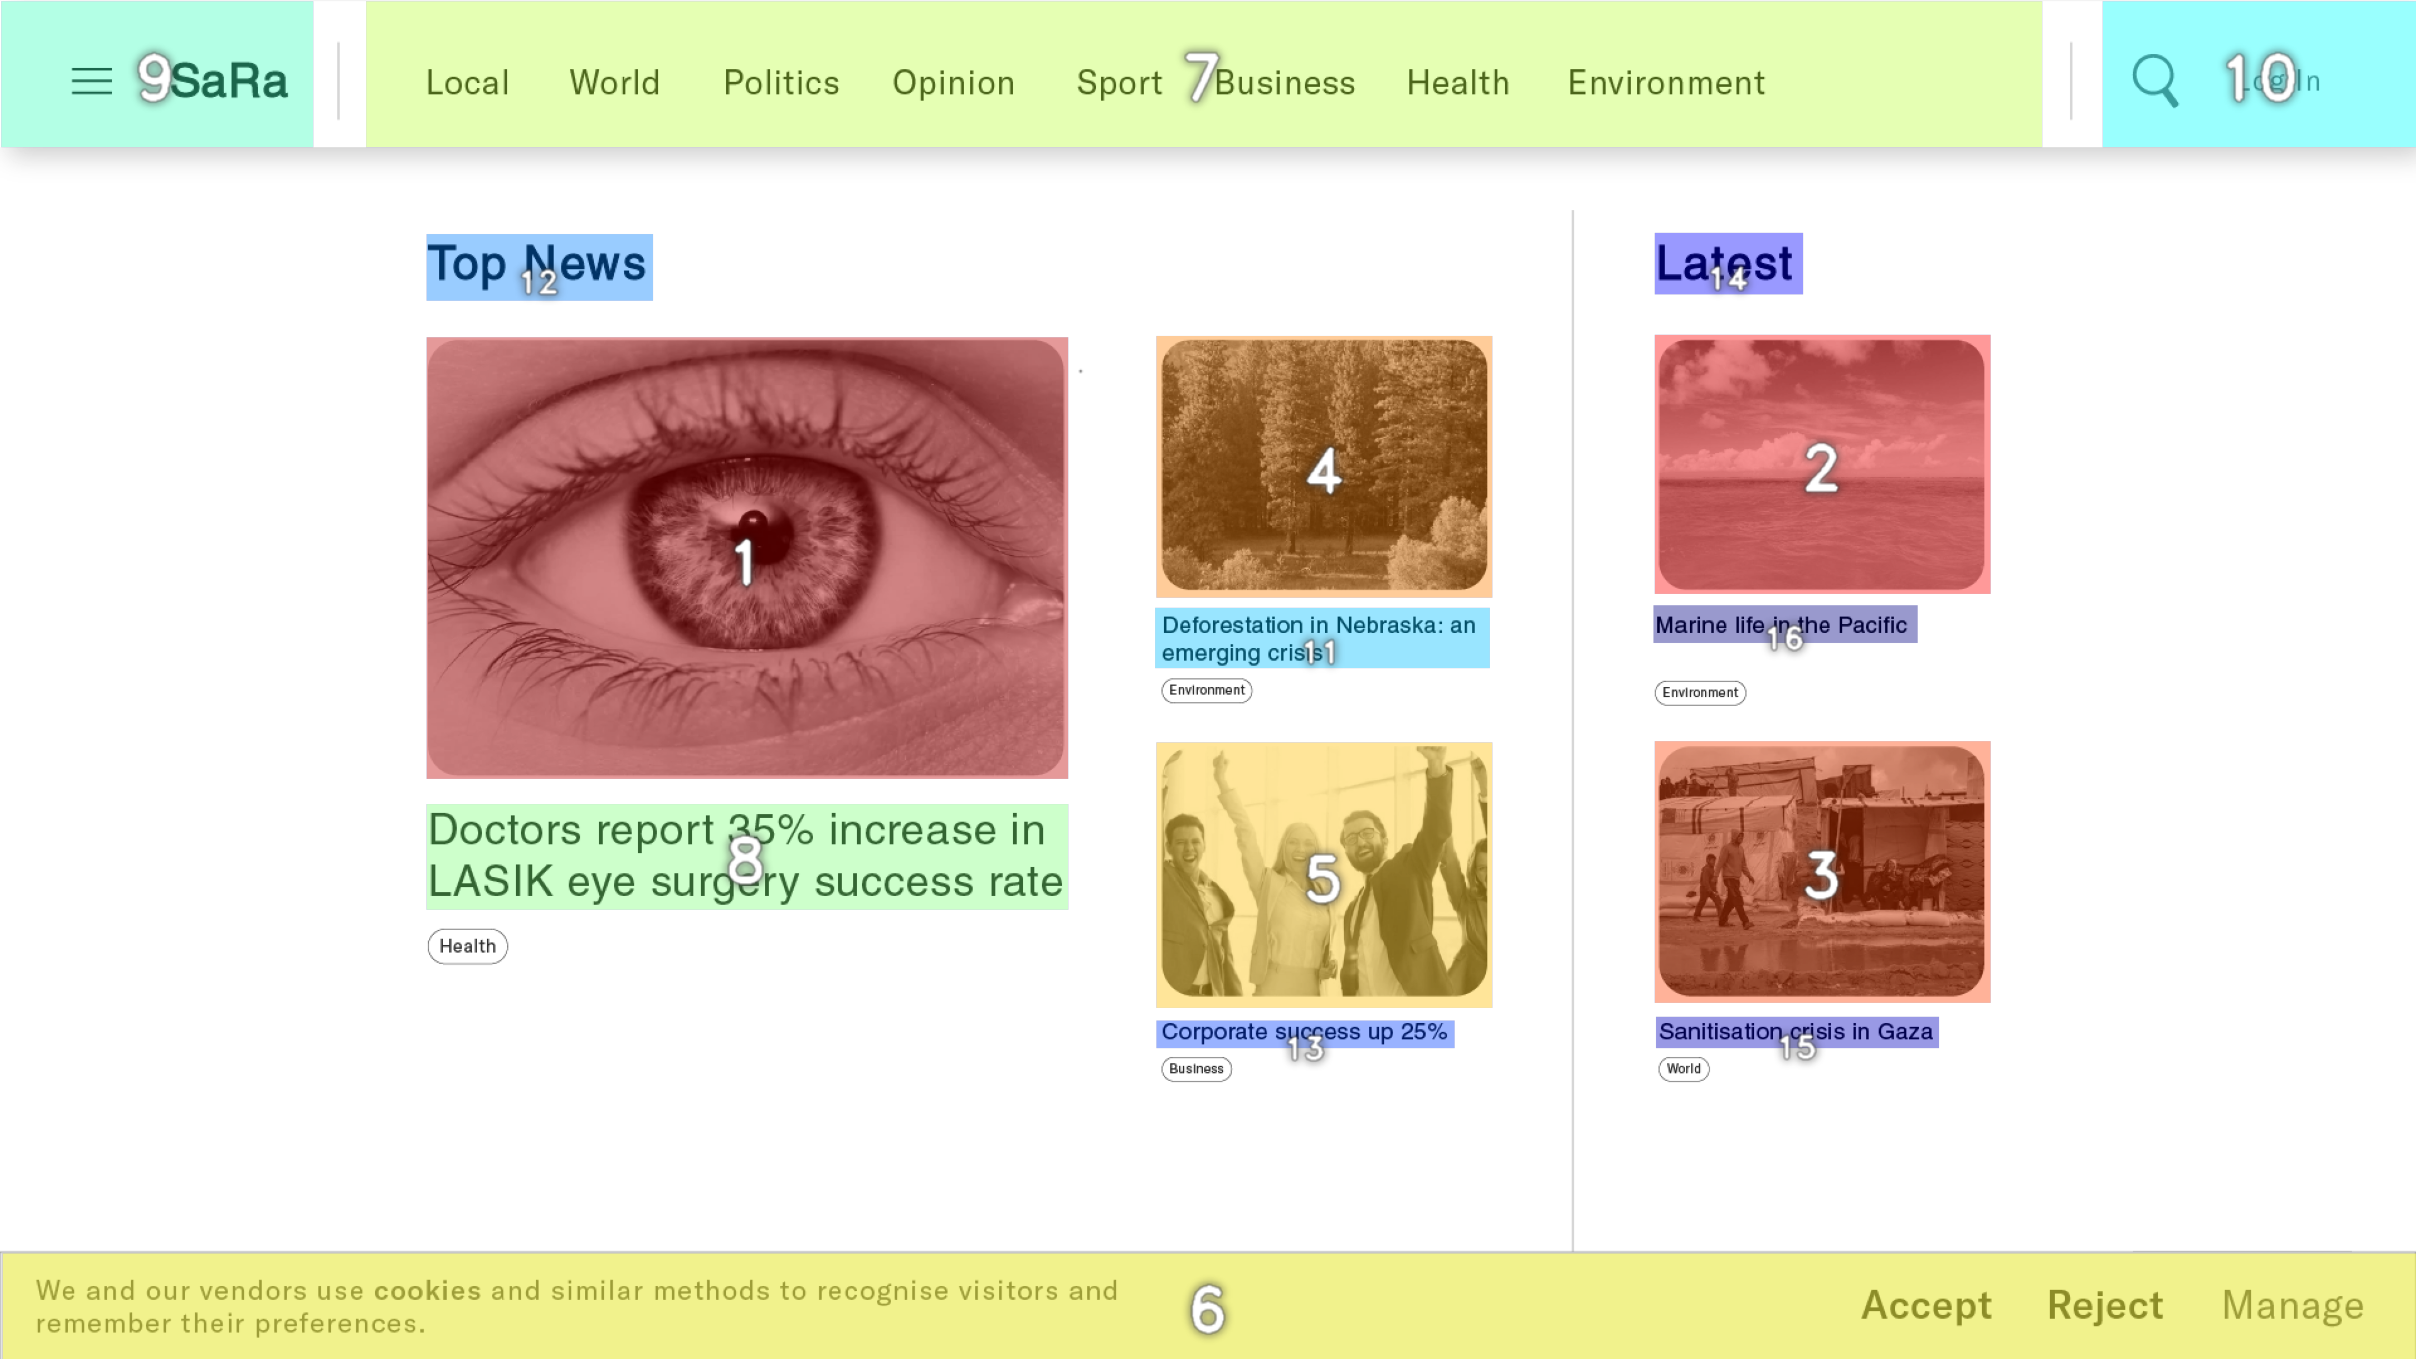 9
SaRa
Local World Politics Opinion Sport 7 Business Health Environment
10
Log In
Top News
12
Latest
14
1
4
2
Deforestation in Nebraska: an
emerging crisis
11
Environment
Marine life in the Pacific
16
Environment
Doctors report 35% increase in
LASIK eye surgery success rate
8
Health
5
3
Corporate success up 25%
13
Business
Sanitisation crisis in Gaza
15
World
We and our vendors use cookies and similar methods to recognise visitors and
remember their preferences.
6
Accept Reject Manage